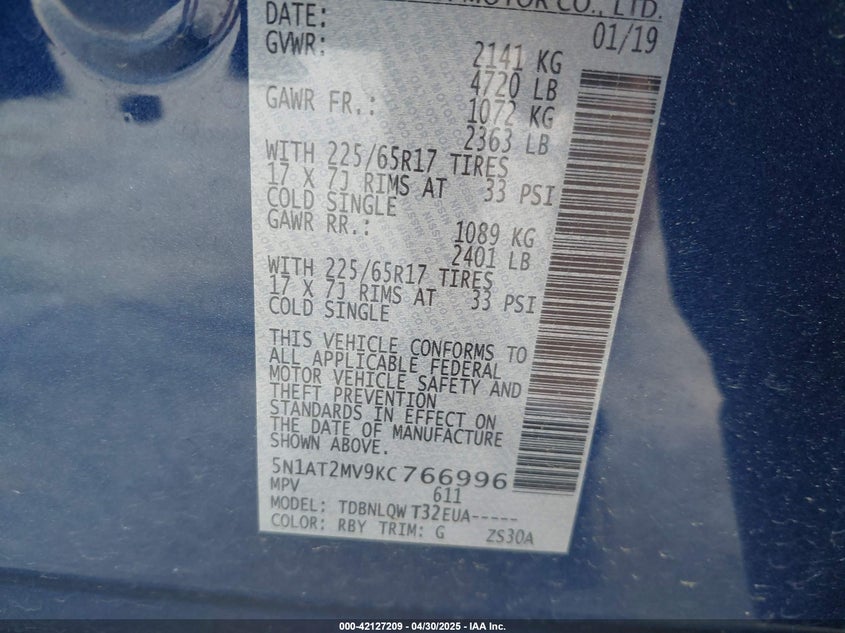 MOTOR CO., LTD.
DATE: 01/19
GVWR: 2141 KG
4720 LB
GAWR FR.: 1072 KG
2363 LB
WITH 225/65R17 TIRES
17 X 7J RIMS AT 33 PSI
COLD SINGLE
GAWR RR.: 1089 KG
2401 LB
WITH 225/65R17 TIRES
17 X 7J RIMS AT 33 PSI
COLD SINGLE
THIS VEHICLE CONFORMS TO
ALL APPLICABLE FEDERAL
MOTOR VEHICLE SAFETY AND
THEFT PREVENTION
STANDARDS IN EFFECT ON
THE DATE OF MANUFACTURE
SHOWN ABOVE.
5N1AT2MV9KC766996
MPV 611
MODEL: TDBNLQW T32EUA-----
COLOR: RBY TRIM: G ZS30A
000-42127209 - 04/30/2025 - IAA Inc.